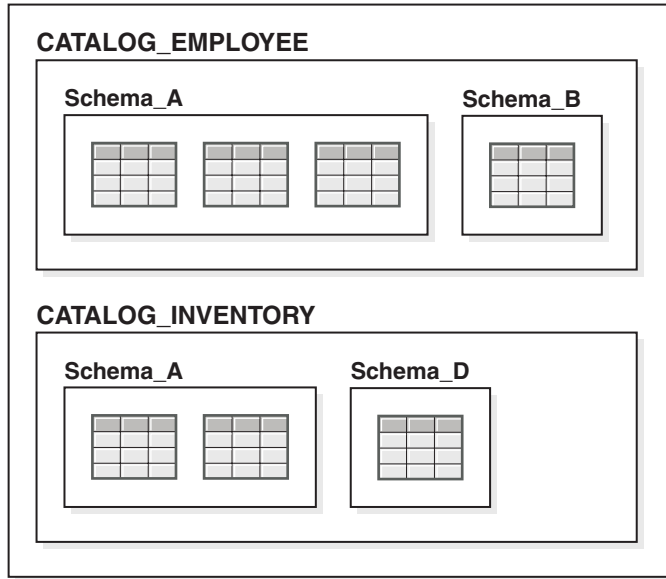 CATALOG_EMPLOYEE
Schema_A
Schema_B
CATALOG_INVENTORY
Schema_A
Schema_D